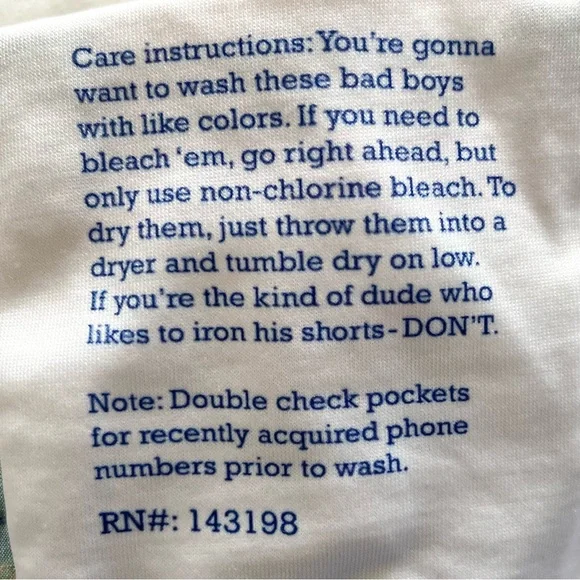 Care instructions: You're gonna
want to wash these bad boys
with like colors. If you need to
bleach 'em, go right ahead, but
only use non-chlorine bleach. To
dry them, just throw them into a
dryer and tumble dry on low.
If you're the kind of dude who
likes to iron his shorts - DON'T.
Note: Double check pockets
for recently acquired phone
numbers prior to wash.
RN#: 143198